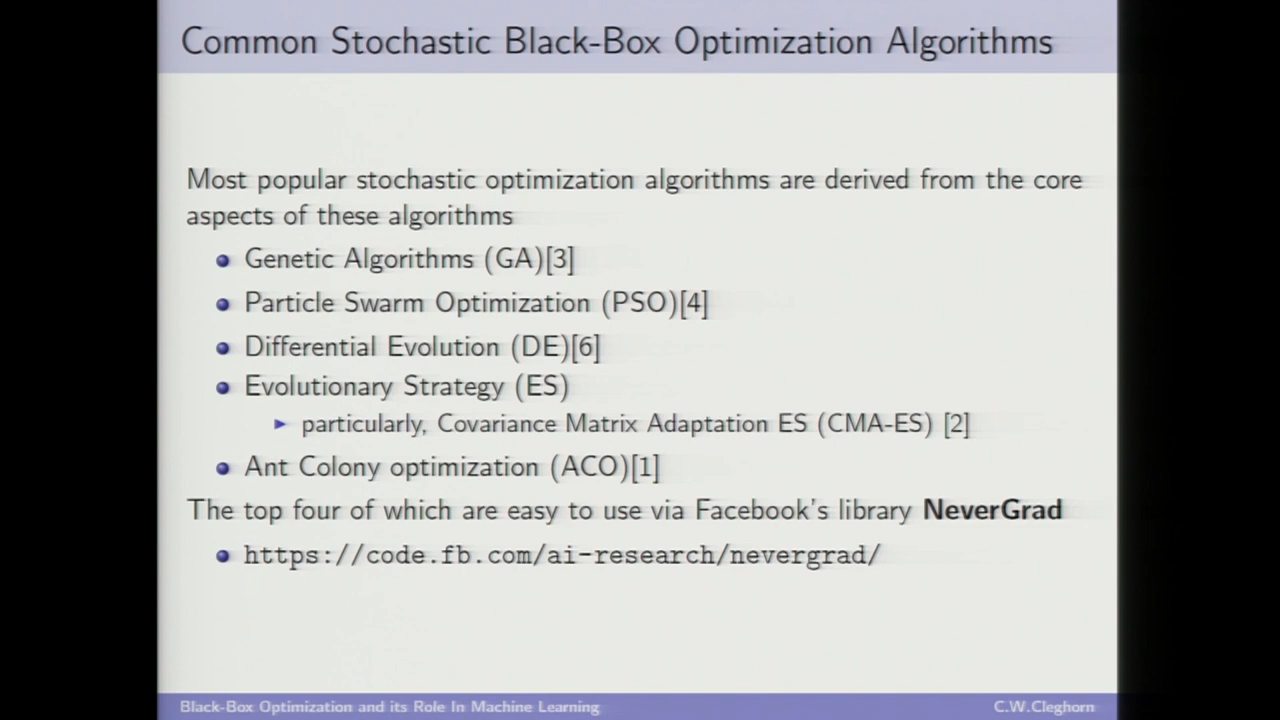 Common Stochastic Black-Box Optimization Algorithms
Most popular stochastic optimization algorithms are derived from the core
aspects of these algorithms
Genetic Algorithms (GA)[3]
Particle Swarm Optimization (PSO)[4]
Differential Evolution (DE)[6]
Evolutionary Strategy (ES)
particularly, Covariance Matrix Adaptation ES (CMA-ES) [2]
Ant Colony optimization (ACO)[1]
The top four of which are easy to use via Facebook's library NeverGrad
https://code.fb.com/ai-research/nevergrad/
Black-Box Optimization and its Role In Machine Learning
C.W.Cleghorn